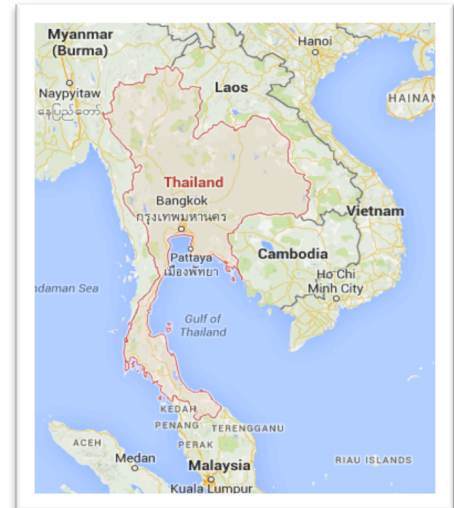 Myanmar
(Burma)
Hanoi
Laos
Naypyitaw
နေပြည်တော်
HAINAN
Thailand
Bangkok
กรุงเทพมหานคร
Vietnam
Pattaya
เมืองพัทยา
Cambodia
Ho Chi
Minh City
ndaman Sea
Gulf of
Thailand
KEDAH
PENANG
TERENGGANU
PERAK
ACEH
Medan
Malaysia
RIAU ISLANDS
Kuala Lumpur